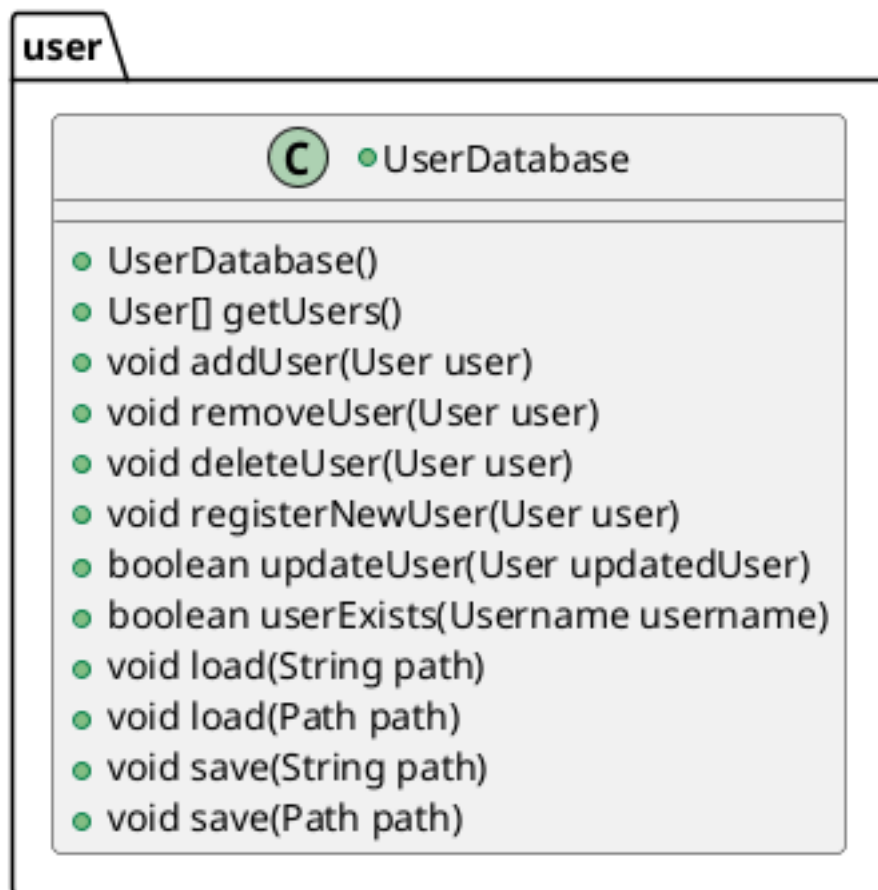 user
C UserDatabase
UserDatabase()
User[] getUsers()
void addUser(User user)
void removeUser(User user)
void deleteUser(User user)
void registerNewUser(User user)
boolean updateUser(User updatedUser)
boolean userExists(Username username)
void load(String path)
void load(Path path)
void save(String path)
void save(Path path)